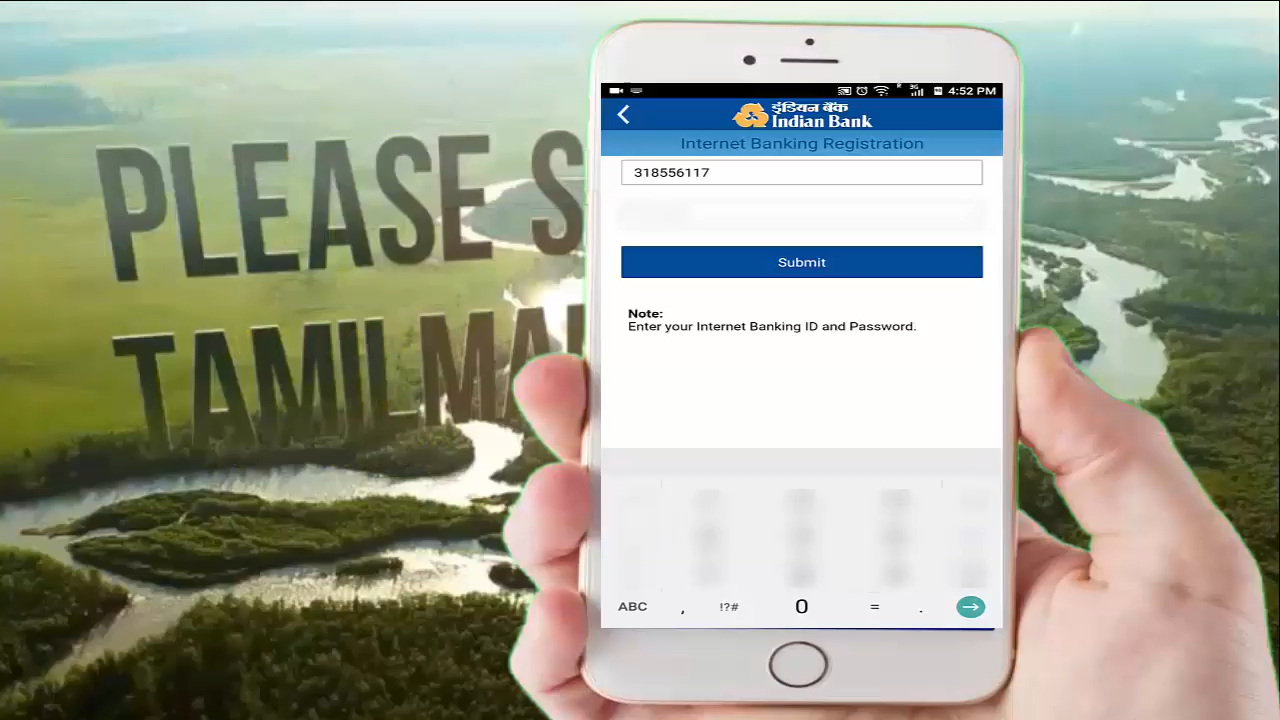 PLEASE S
TAMILMA
4:52 PM
इंडियन बैंक
Indian Bank
Internet Banking Registration
318556117
Submit
Note:
Enter your Internet Banking ID and Password.
ABC , !?# 0 = .